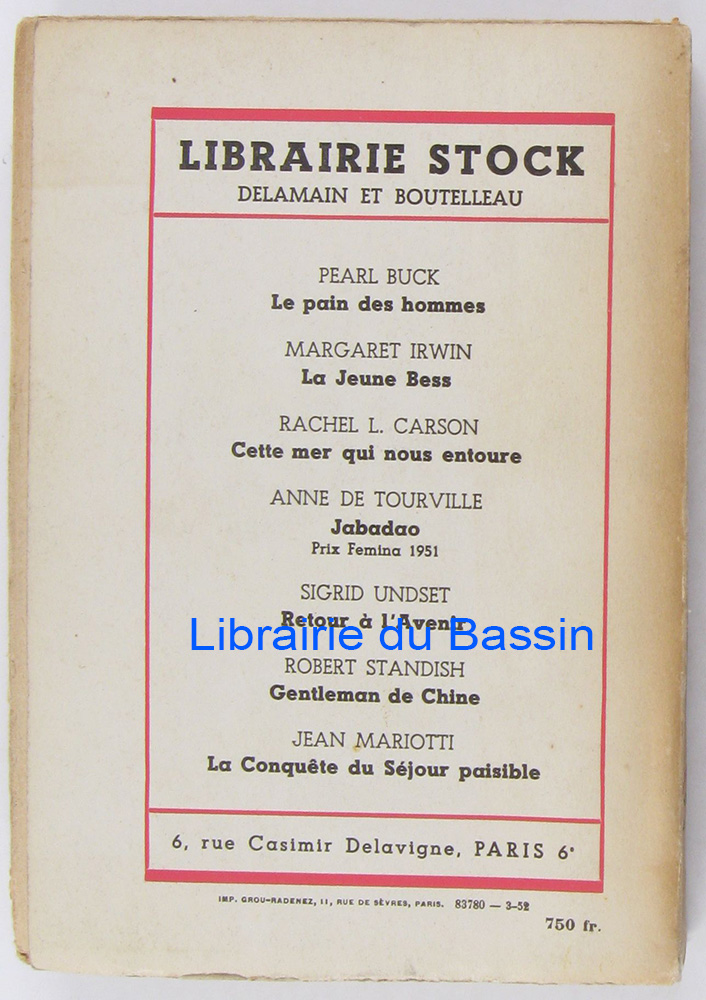 LIBRAIRIE STOCK
DELAMAIN ET BOUTELLEAU
PEARL BUCK
Le pain des hommes
MARGARET IRWIN
La Jeune Bess
RACHEL L. CARSON
Cette mer qui nous entoure
ANNE DE TOURVILLE
Jabadao
Prix Femina 1951
SIGRID UNDSET
Retour à l'Avenir
Librairie du Bassin
ROBERT STANDISH
Gentleman de Chine
JEAN MARIOTTI
La Conquête du Séjour paisible
6, rue Casimir Delavigne, PARIS 6e
IMP. GROU-RADENEZ, 11, RUE DE SÈVRES, PARIS. 83780 — 3-52
750 fr.